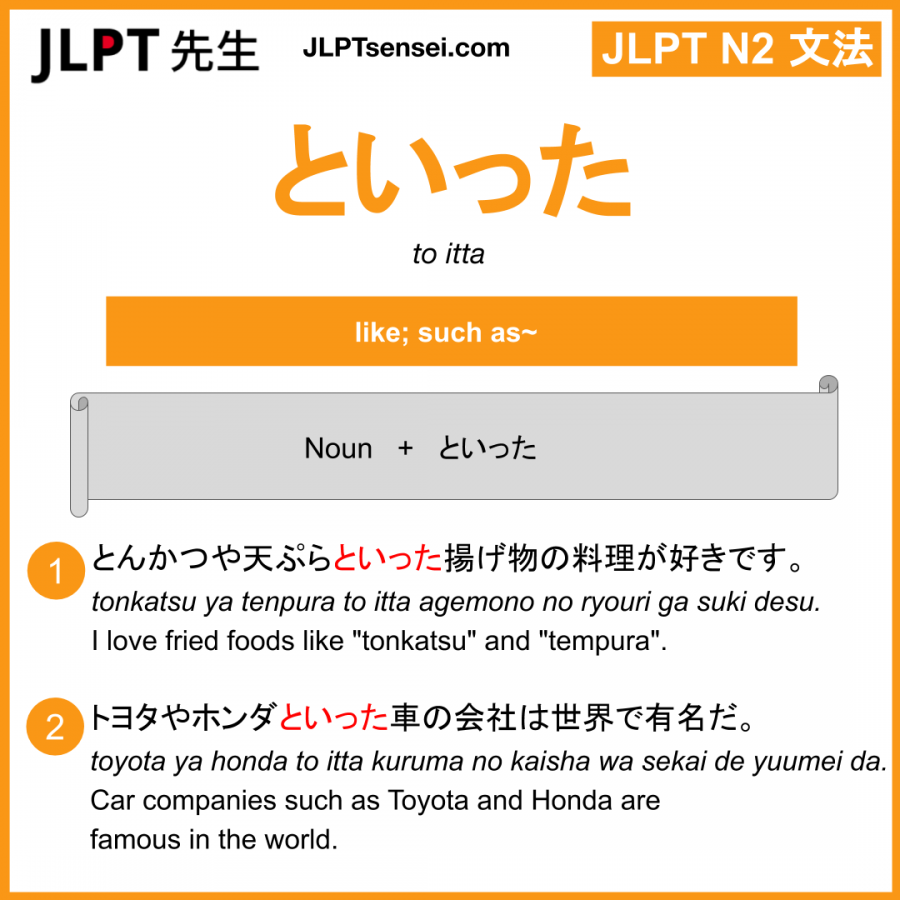 JLPT 先生
JLPTsensei.com
JLPT N2 文法
といった
to itta
like; such as~
Noun + といった
1
とんかつや天ぷらといった揚げ物の料理が好きです。
tonkatsu ya tenpura to itta agemono no ryouri ga suki desu.
I love fried foods like "tonkatsu" and "tempura".
2
トヨタやホンダといった車の会社は世界で有名だ。
toyota ya honda to itta kuruma no kaisha wa sekai de yuumei da.
Car companies such as Toyota and Honda are
famous in the world.